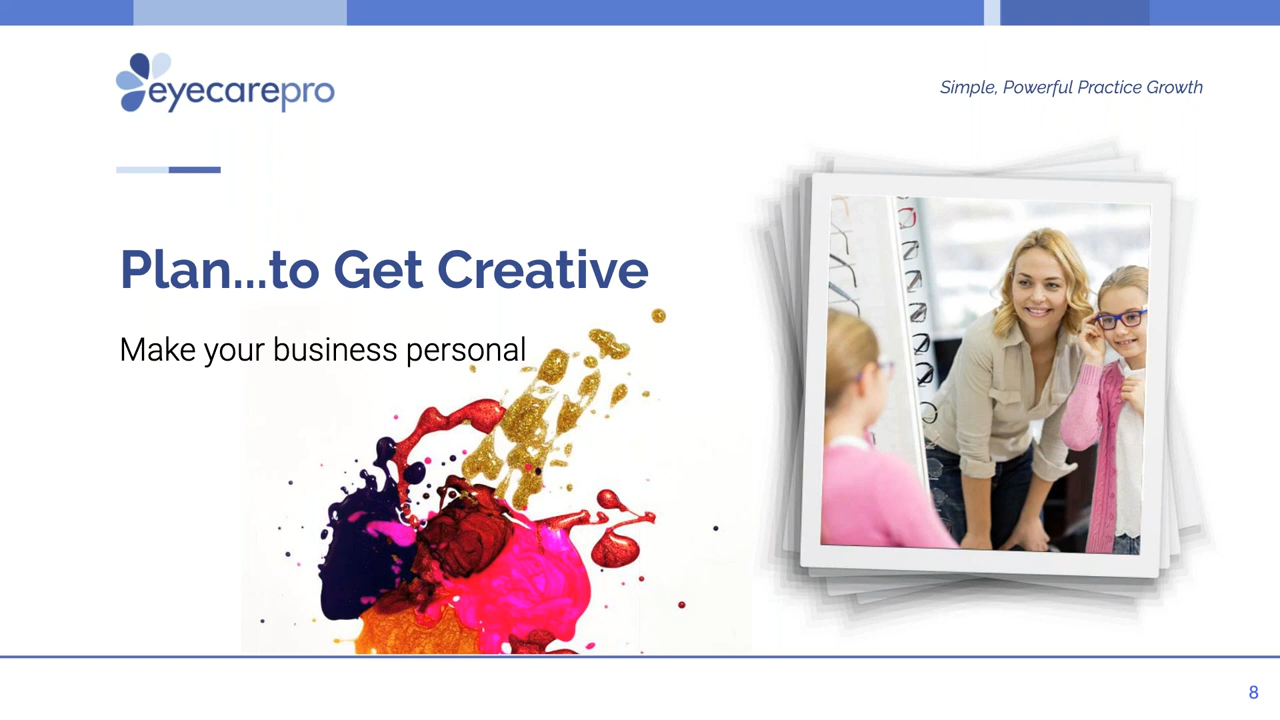 eyecarepro
Simple, Powerful Practice Growth
Plan...to Get Creative
Make your business personal
8